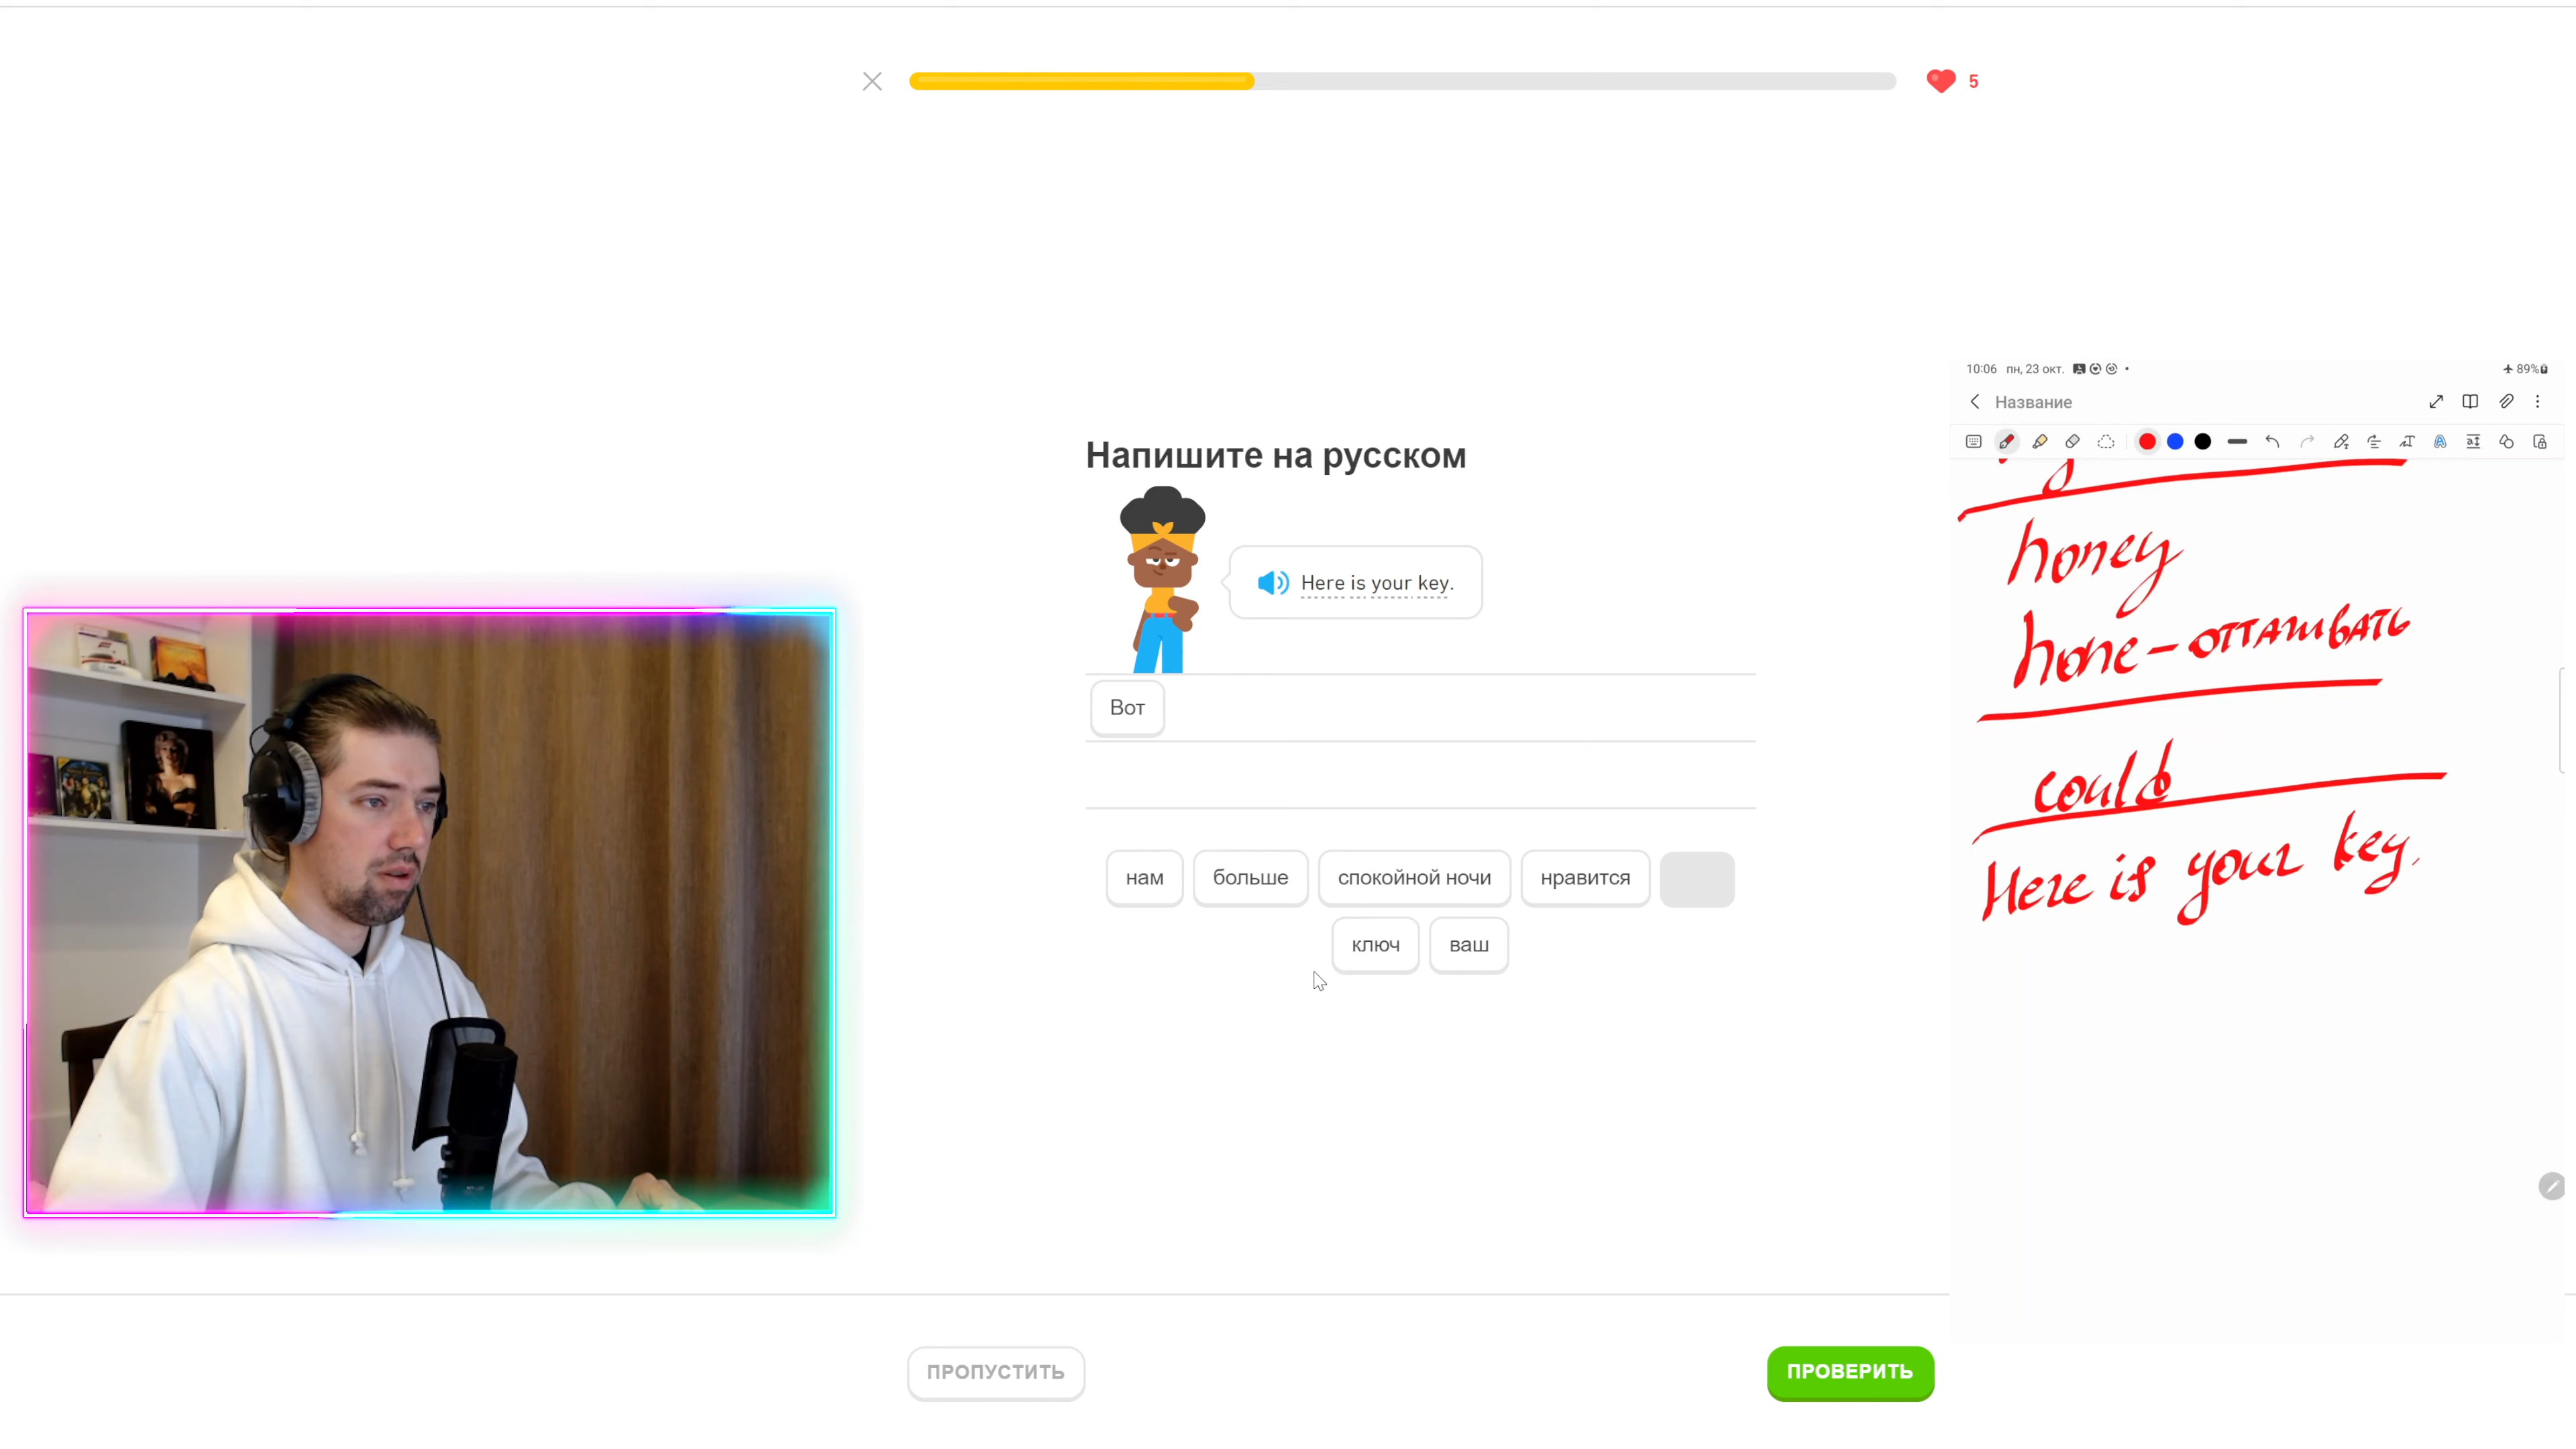 5
Напишите на русском
Here is your key.
Вот
нам больше спокойной ночи нравится
ключ ваш
ПРОПУСТИТЬ ПРОВЕРИТЬ
10:06 пн, 23 окт. 89%
Название
honey
hone - оттачивать
could
Here is your key.